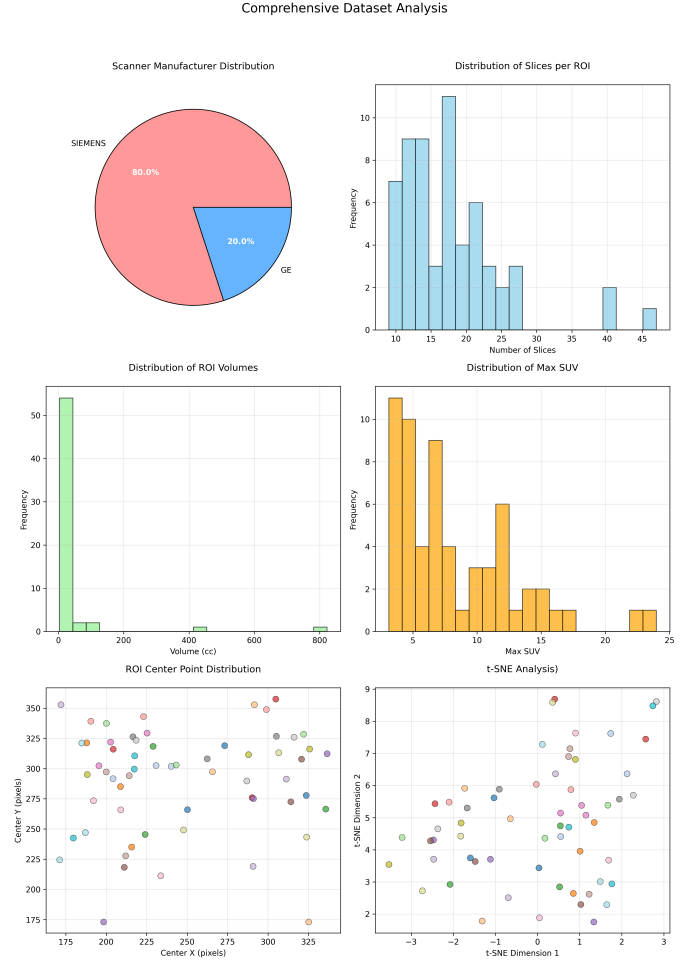 Comprehensive Dataset Analysis
Scanner Manufacturer Distribution
SIEMENS
80.0%
20.0%
GE
Distribution of Slices per ROI
Frequency
10
8
6
4
2
0
10 15 20 25 30 35 40 45
Number of Slices
Distribution of ROI Volumes
Frequency
50
40
30
20
10
0
0 200 400 600 800
Volume (cc)
Distribution of Max SUV
Frequency
10
8
6
4
2
0
5 10 15 20 25
Max SUV
ROI Center Point Distribution
Center Y (pixels)
350
325
300
275
250
225
200
175
175 200 225 250 275 300 325
Center X (pixels)
t-SNE Analysis)
t-SNE Dimension 2
9
8
7
6
5
4
3
2
−3 −2 −1 0 1 2 3
t-SNE Dimension 1